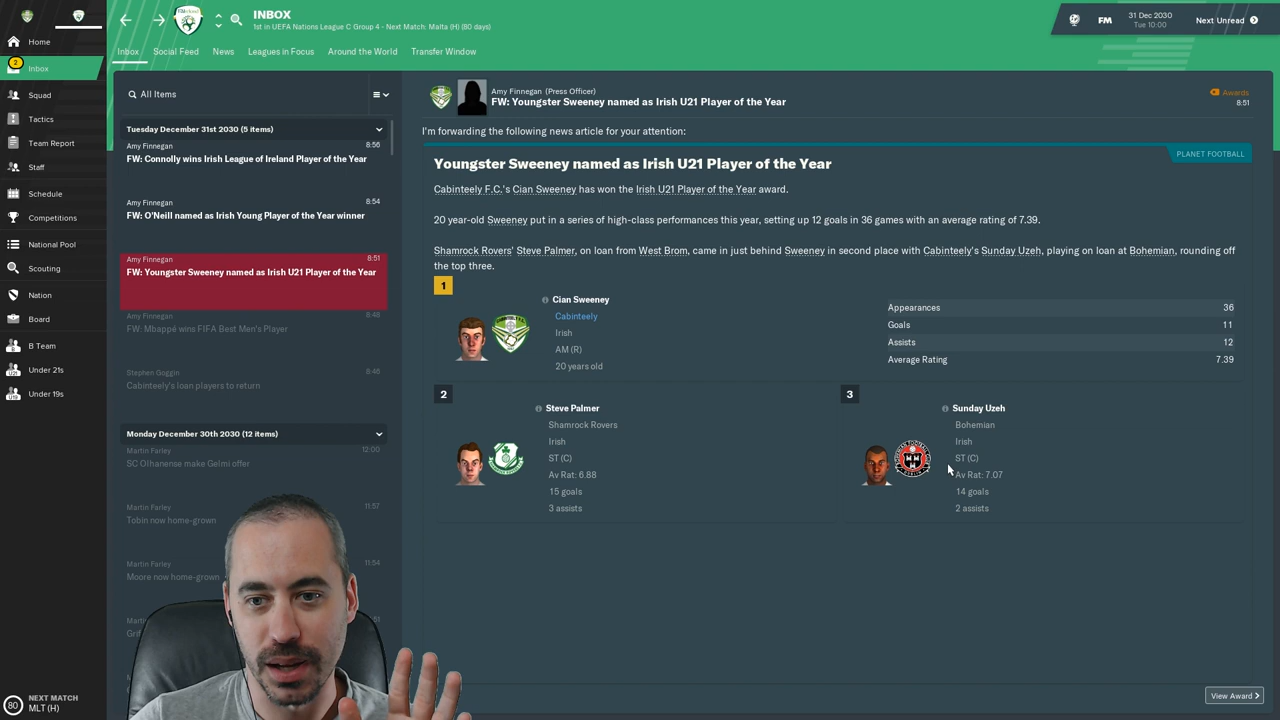 INBOX
1st in UEFA Nations League C Group 4 - Next Match: Malta (H) (80 days)
FM
31 Dec 2030
Tue 10:00
Next Unread
Inbox
Social Feed
News
Leagues in Focus
Around the World
Transfer Window
Home
2
Inbox
Squad
Tactics
Team Report
Staff
Schedule
Competitions
National Pool
Scouting
Nation
Board
B Team
Under 21s
Under 19s
80
NEXT MATCH
MLT (H)
All Items
Tuesday December 31st 2030 (5 items)
Amy Finnegan
8:56
FW: Connolly wins Irish League of Ireland Player of the Year
Amy Finnegan
8:54
FW: O'Neill named as Irish Young Player of the Year winner
Amy Finnegan
8:51
FW: Youngster Sweeney named as Irish U21 Player of the Year
Amy Finnegan
8:48
FW: Mbappé wins FIFA Best Men's Player
Stephen Goggin
8:46
Cabinteely's loan players to return
Monday December 30th 2030 (12 items)
Martin Farley
12:00
SC Olhanense make Gelmi offer
Martin Farley
11:57
Tobin now home-grown
Martin Farley
11:54
Moore now home-grown
Amy Finnegan (Press Officer)
FW: Youngster Sweeney named as Irish U21 Player of the Year
Awards
8:51
I'm forwarding the following news article for your attention:
PLANET FOOTBALL
Youngster Sweeney named as Irish U21 Player of the Year
Cabinteely F.C.'s Cian Sweeney has won the Irish U21 Player of the Year award.
20 year-old Sweeney put in a series of high-class performances this year, setting up 12 goals in 36 games with an average rating of 7.39.
Shamrock Rovers' Steve Palmer, on loan from West Brom, came in just behind Sweeney in second place with Cabinteely's Sunday Uzeh, playing on loan at Bohemian, rounding off
the top three.
1
Cian Sweeney
Cabinteely
Irish
AM (R)
20 years old
Appearances 36
Goals 11
Assists 12
Average Rating 7.39
2
Steve Palmer
Shamrock Rovers
Irish
ST (C)
Av Rat: 6.88
15 goals
3 assists
3
Sunday Uzeh
Bohemian
Irish
ST (C)
Av Rat: 7.07
14 goals
2 assists
View Award